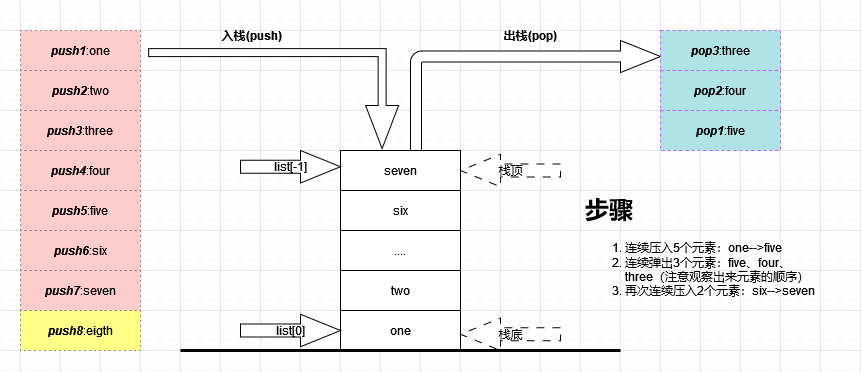 入栈(push)
出栈(pop)
push1:one
push2:two
push3:three
push4:four
push5:five
push6:six
push7:seven
push8:eigth
pop3:three
pop2:four
pop1:five
list[-1]
seven
栈顶
six
....
two
list[0]
one
栈底
步骤
1. 连续压入5个元素：one-->five
2. 连续弹出3个元素：five、four、
three（注意观察出来元素的顺序）
3. 再次连续压入2个元素：six-->seven